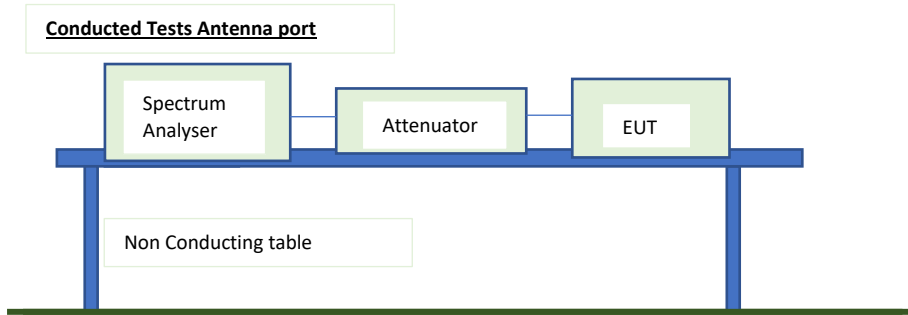 Conducted Tests Antenna port
Spectrum
Analyser
Attenuator
EUT
Non Conducting table